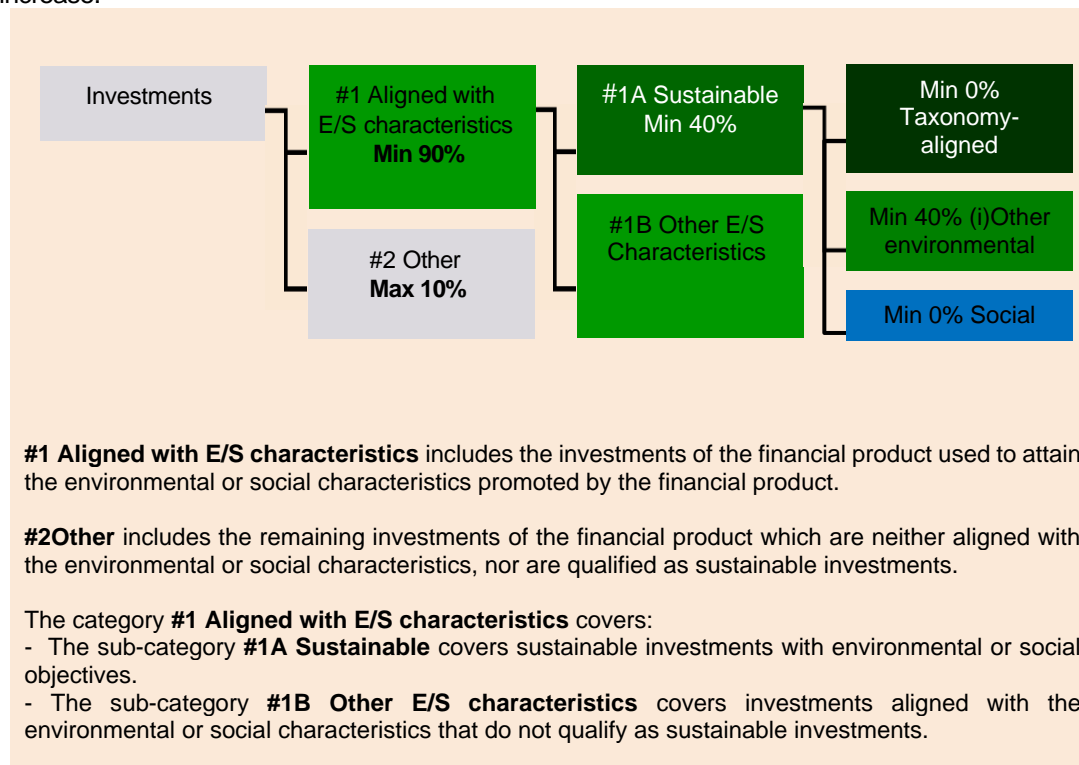 increase.
Investments
#1 Aligned with
E/S characteristics
Min 90%
#2 Other
Max 10%
#1A Sustainable
Min 40%
#1B Other E/S
Characteristics
Min 0%
Taxonomy-
aligned
Min 40% (i)Other
environmental
Min 0% Social
#1 Aligned with E/S characteristics includes the investments of the financial product used to attain
the environmental or social characteristics promoted by the financial product.
#2Other includes the remaining investments of the financial product which are neither aligned with
the environmental or social characteristics, nor are qualified as sustainable investments.
The category #1 Aligned with E/S characteristics covers:
- The sub-category #1A Sustainable covers sustainable investments with environmental or social
objectives.
- The sub-category #1B Other E/S characteristics covers investments aligned with the
environmental or social characteristics that do not qualify as sustainable investments.